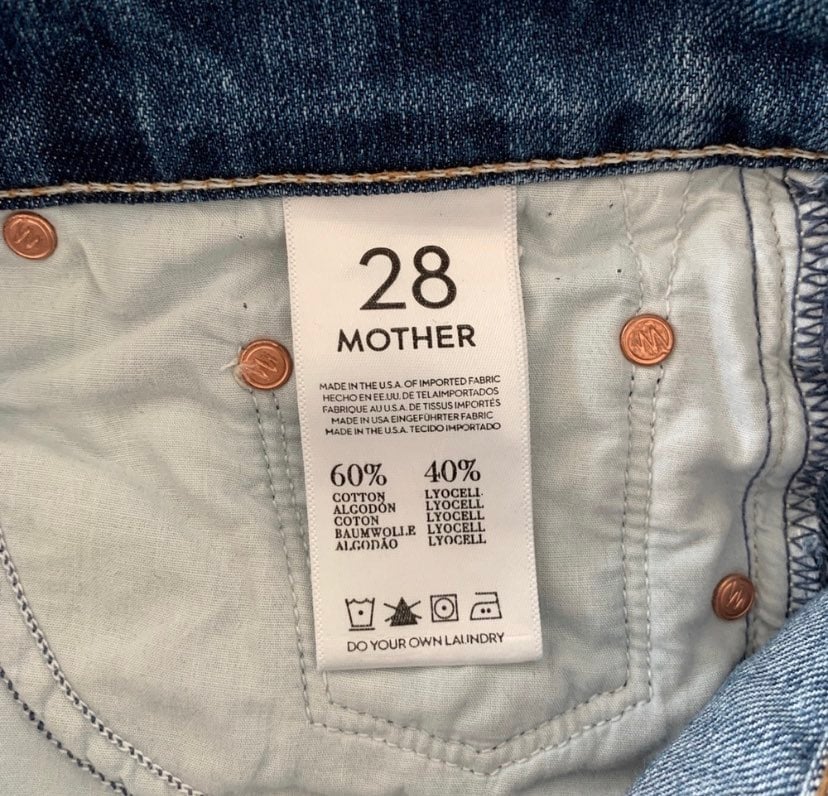 28
MOTHER
MADE IN THE U.S.A. OF IMPORTED FABRIC
HECHO EN EE.UU. DE TELA IMPORTADOS
FABRIQUE AU U.S.A. DE TISSUS IMPORTÉS
MADE IN USA EINGEFÜHRTER FABRIC
MADE IN THE U.S.A. TECIDO IMPORTADO
60% 40%
COTTON LYOCELL
ALGODÓN LYOCELL
COTON LYOCELL
BAUMWOLLE LYOCELL
ALGODÃO LYOCELL
DO YOUR OWN LAUNDRY